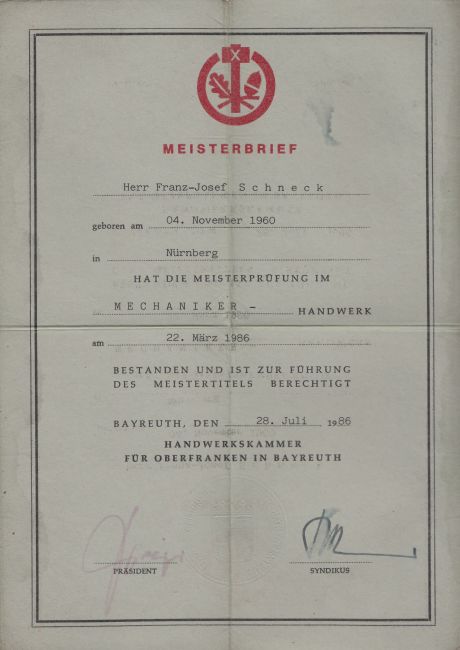 MEISTERBRIEF
Herr Franz-Josef Schneck
geboren am 04. November 1960
in Nürnberg
HAT DIE MEISTERPRÜFUNG IM
MECHANIKER - HANDWERK
am 22. März 1986
BESTANDEN UND IST ZUR FÜHRUNG
DES MEISTERTITELS BERECHTIGT
BAYREUTH, DEN 28. Juli 1986
HANDWERKSKAMMER
FÜR OBERFRANKEN IN BAYREUTH
PRÄSIDENT SYNDIKUS